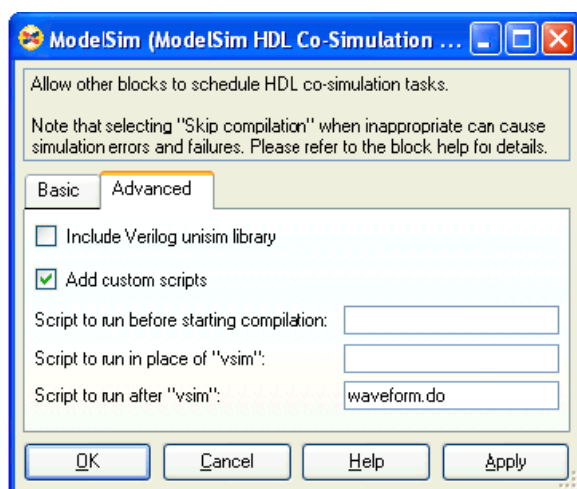 ModelSim (ModelSim HDL Co-Simulation ...
Allow other blocks to schedule HDL co-simulation tasks.
Note that selecting "Skip compilation" when inappropriate can cause
simulation errors and failures. Please refer to the block help for details.
Basic Advanced
Include Verilog unisim library
Add custom scripts
Script to run before starting compilation:
Script to run in place of "vsim":
Script to run after "vsim": waveform.do
OK Cancel Help Apply